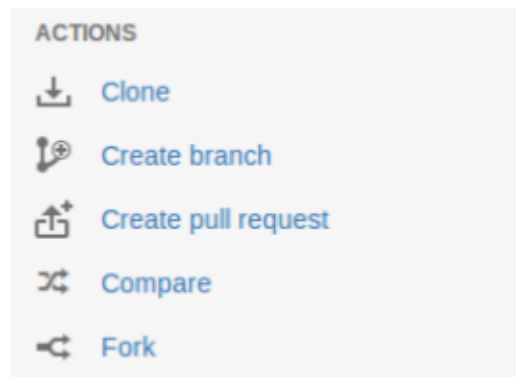 ACTIONS
Clone
Create branch
Create pull request
Compare
Fork